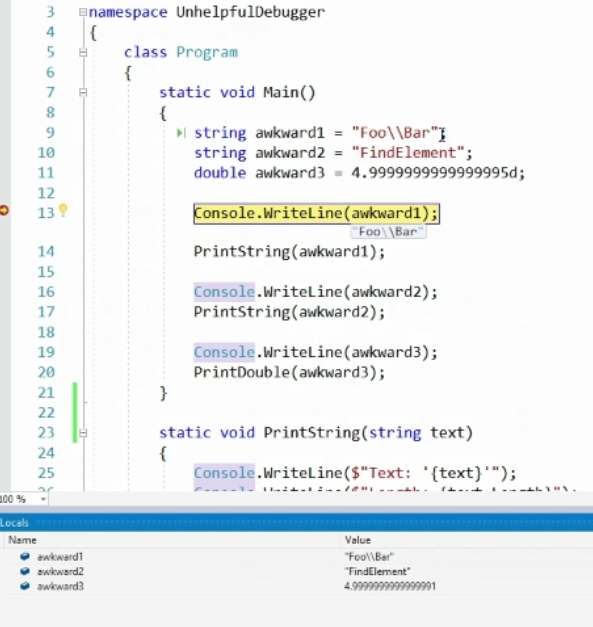 3 namespace UnhelpfulDebugger
4 {
5 class Program
6 {
7 static void Main()
8 {
9 string awkward1 = "Foo\\Bar";
10 string awkward2 = "FindElement";
11 double awkward3 = 4.9999999999999995d;
12
13 Console.WriteLine(awkward1);
"Foo\\Bar"
14 PrintString(awkward1);
15
16 Console.WriteLine(awkward2);
17 PrintString(awkward2);
18
19 Console.WriteLine(awkward3);
20 PrintDouble(awkward3);
21 }
22
23 static void PrintString(string text)
24 {
25 Console.WriteLine($"Text: '{text}'");
100 %
Locals
Name Value
awkward1 "Foo\\Bar"
awkward2 "FindElement"
awkward3 4.9999999999999991